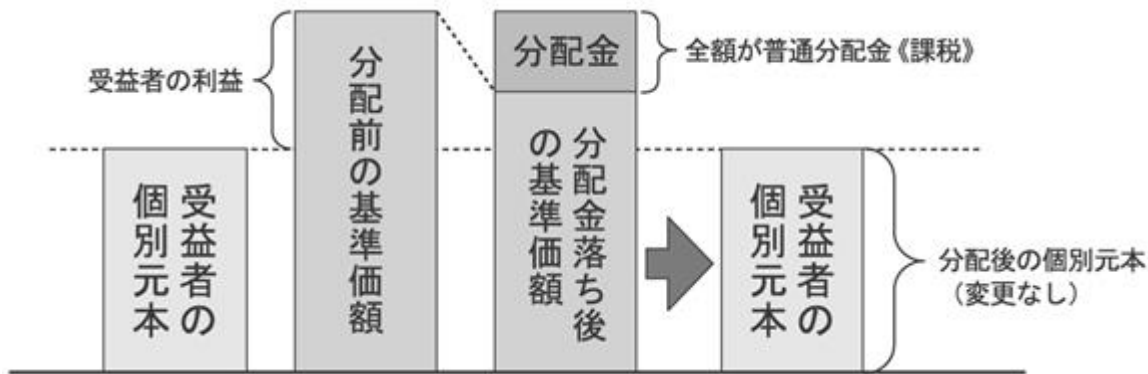 受益者の利益
受益者の
個別元本
分配前の基準価額
分配金
全額が普通分配金《課税》
分配金落ち後
の基準価額
受益者の
個別元本
分配後の個別元本
（変更なし）